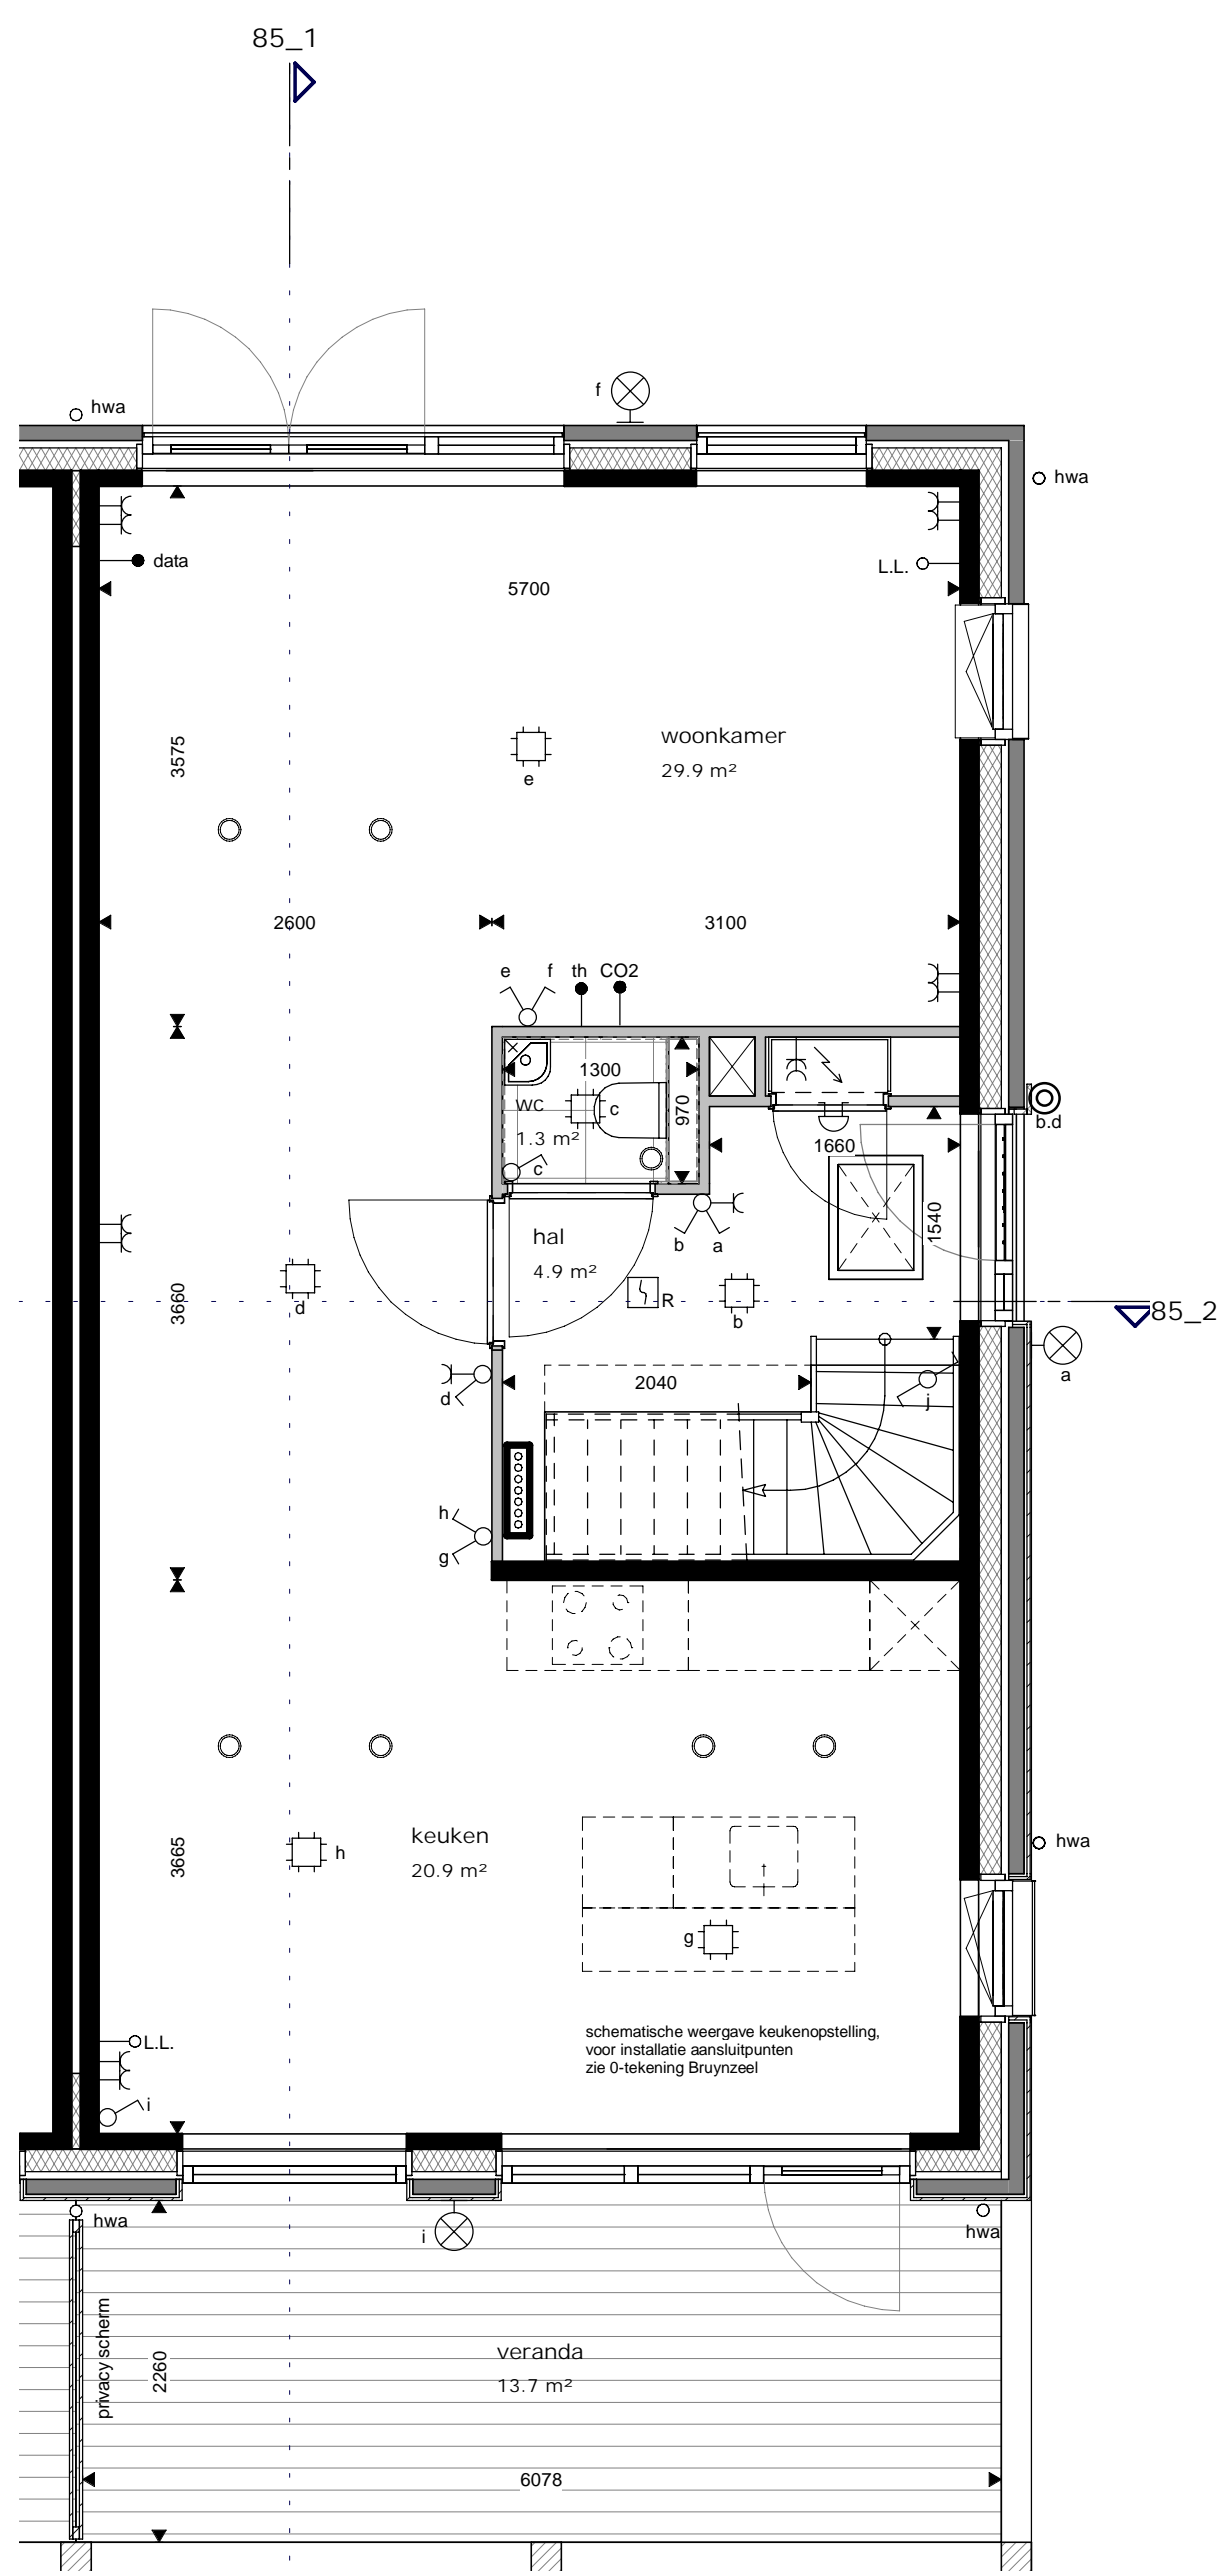 85_1
f
hwa
hwa
data
L.L.
5700
woonkamer
29.9 m²
3575
e
2600
3100
e f th CO2
1300
wc
c
970
1.3 m²
c
b.d
1660
1540
hal
4.9 m²
b a
R
b
d
3660
85_2
a
d
2040
j
h
g
keuken
20.9 m²
h
3665
hwa
g
schematische weergave keukenopstelling,
voor installatie aansluitpunten
zie 0-tekening Bruynzeel
L.L.
i
hwa
i
hwa
privacy scherm
2260
veranda
13.7 m²
6078